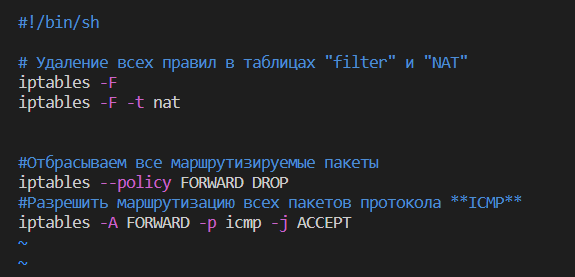 #!/bin/sh
# Удаление всех правил в таблицах "filter" и "NAT"
iptables -F
iptables -F -t nat
#Отбрасываем все маршрутизируемые пакеты
iptables --policy FORWARD DROP
#Разрешить маршрутизацию всех пакетов протокола **ICMP**
iptables -A FORWARD -p icmp -j ACCEPT
~
~